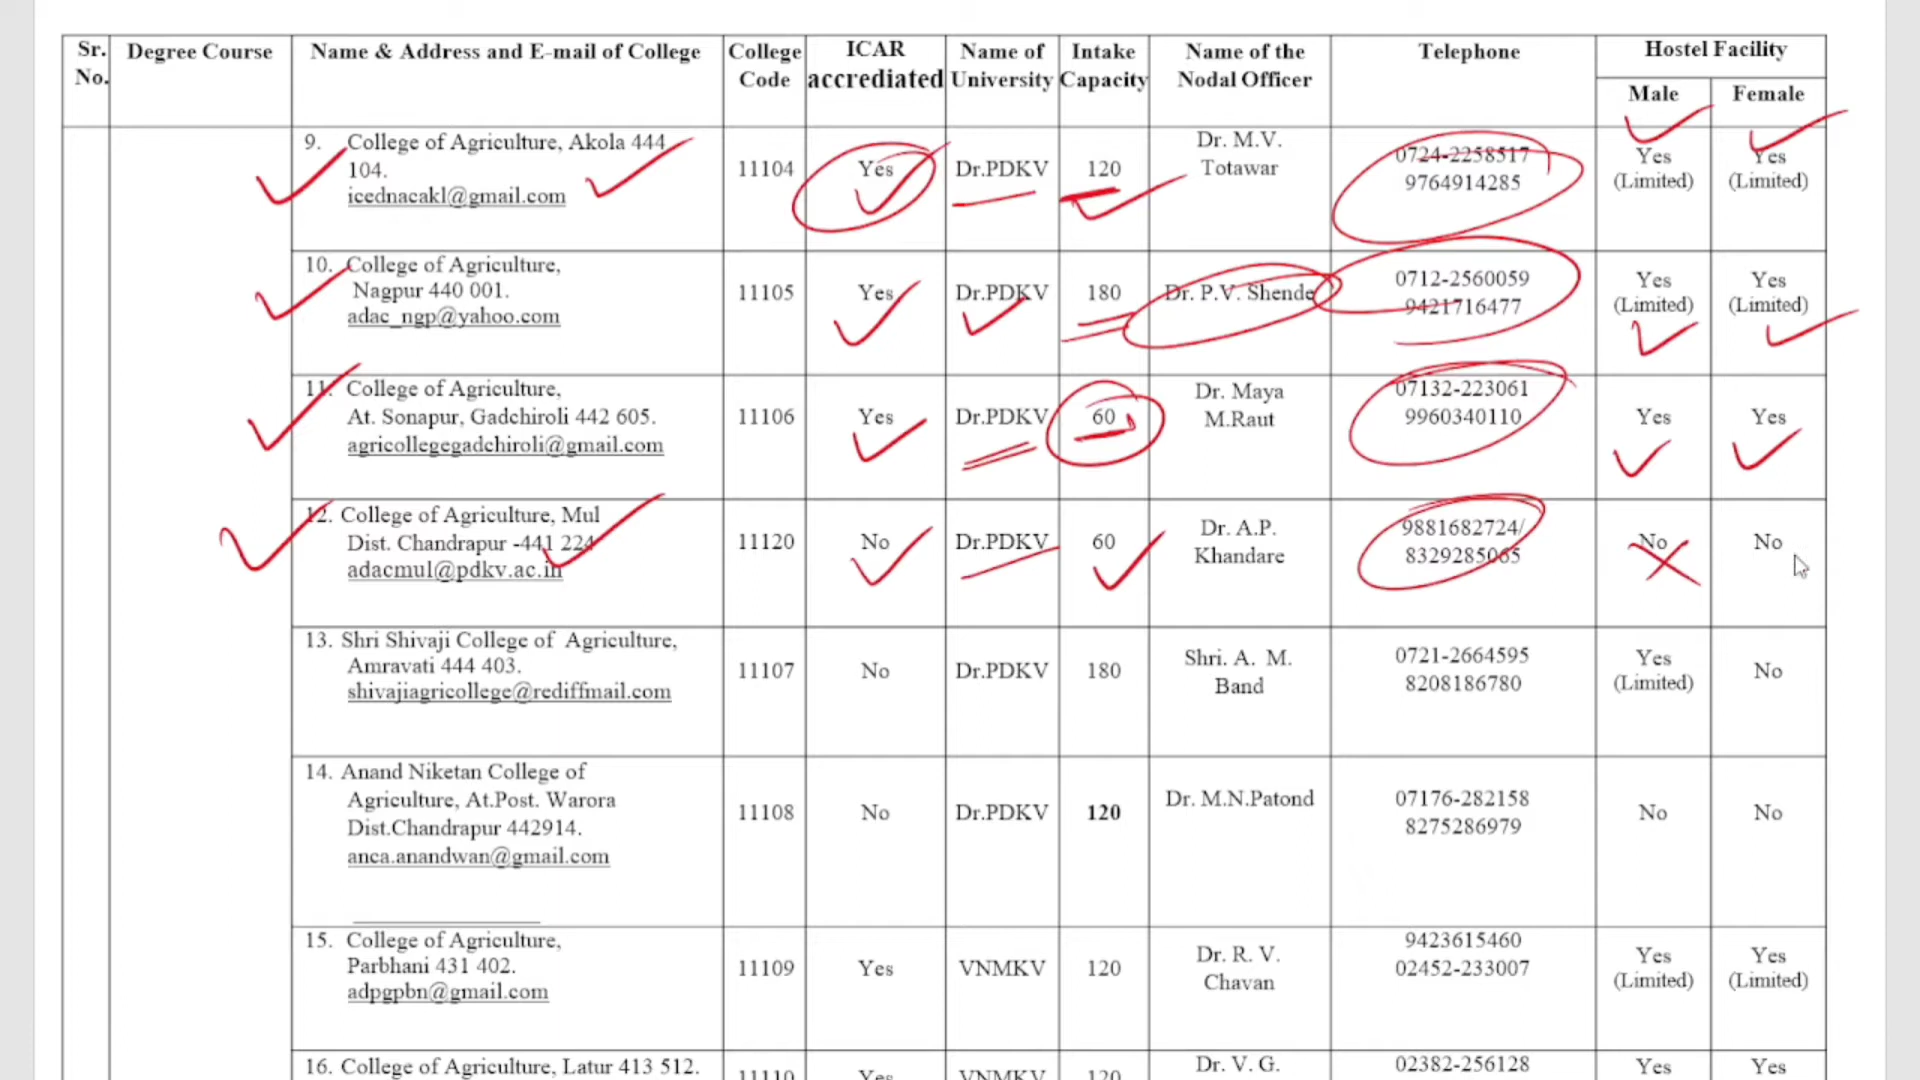 Sr. No. Degree Course Name & Address and E-mail of College College Code ICAR accrediated Name of University Intake Capacity Name of the Nodal Officer Telephone Hostel Facility
Male Female
9. College of Agriculture, Akola 444 104. icednacakl@gmail.com 11104 Yes Dr.PDKV 120 Dr. M.V. Totawar 0724-2258517 9764914285 Yes (Limited) Yes (Limited)
10. College of Agriculture, Nagpur 440 001. adac_ngp@yahoo.com 11105 Yes Dr.PDKV 180 Dr. P.V. Shende 0712-2560059 9421716477 Yes (Limited) Yes (Limited)
11. College of Agriculture, At. Sonapur, Gadchiroli 442 605. agricollegegadchiroli@gmail.com 11106 Yes Dr.PDKV 60 Dr. Maya M.Raut 07132-223061 9960340110 Yes Yes
12. College of Agriculture, Mul Dist. Chandrapur -441 224 adacmul@pdkv.ac.in 11120 No Dr.PDKV 60 Dr. A.P. Khandare 9881682724/ 8329285065 No No
13. Shri Shivaji College of Agriculture, Amravati 444 403. shivajiagricollege@rediffmail.com 11107 No Dr.PDKV 180 Shri. A. M. Band 0721-2664595 8208186780 Yes (Limited) No
14. Anand Niketan College of Agriculture, At.Post. Warora Dist.Chandrapur 442914. anca.anandwan@gmail.com 11108 No Dr.PDKV 120 Dr. M.N.Patond 07176-282158 8275286979 No No
15. College of Agriculture, Parbhani 431 402. adpgpbn@gmail.com 11109 Yes VNMKV 120 Dr. R. V. Chavan 9423615460 02452-233007 Yes (Limited) Yes (Limited)
16. College of Agriculture, Latur 413 512. 11110 Yes VNMKV 120 Dr. V. G. 02382-256128 Yes Yes